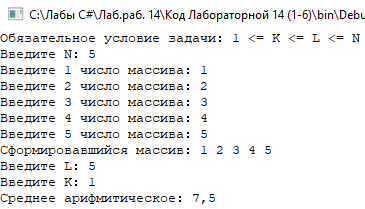 C:\Лабы C#\Лаб.раб. 14\Код Лабораторной 14 (1-6)\bin\Debu
Обязательное условие задачи: 1 <= K <= L <= N
Введите N: 5
Введите 1 число массива: 1
Введите 2 число массива: 2
Введите 3 число массива: 3
Введите 4 число массива: 4
Введите 5 число массива: 5
Сформировавшийся массив: 1 2 3 4 5
Введите L: 5
Введите K: 1
Среднее арифмитическое: 7,5